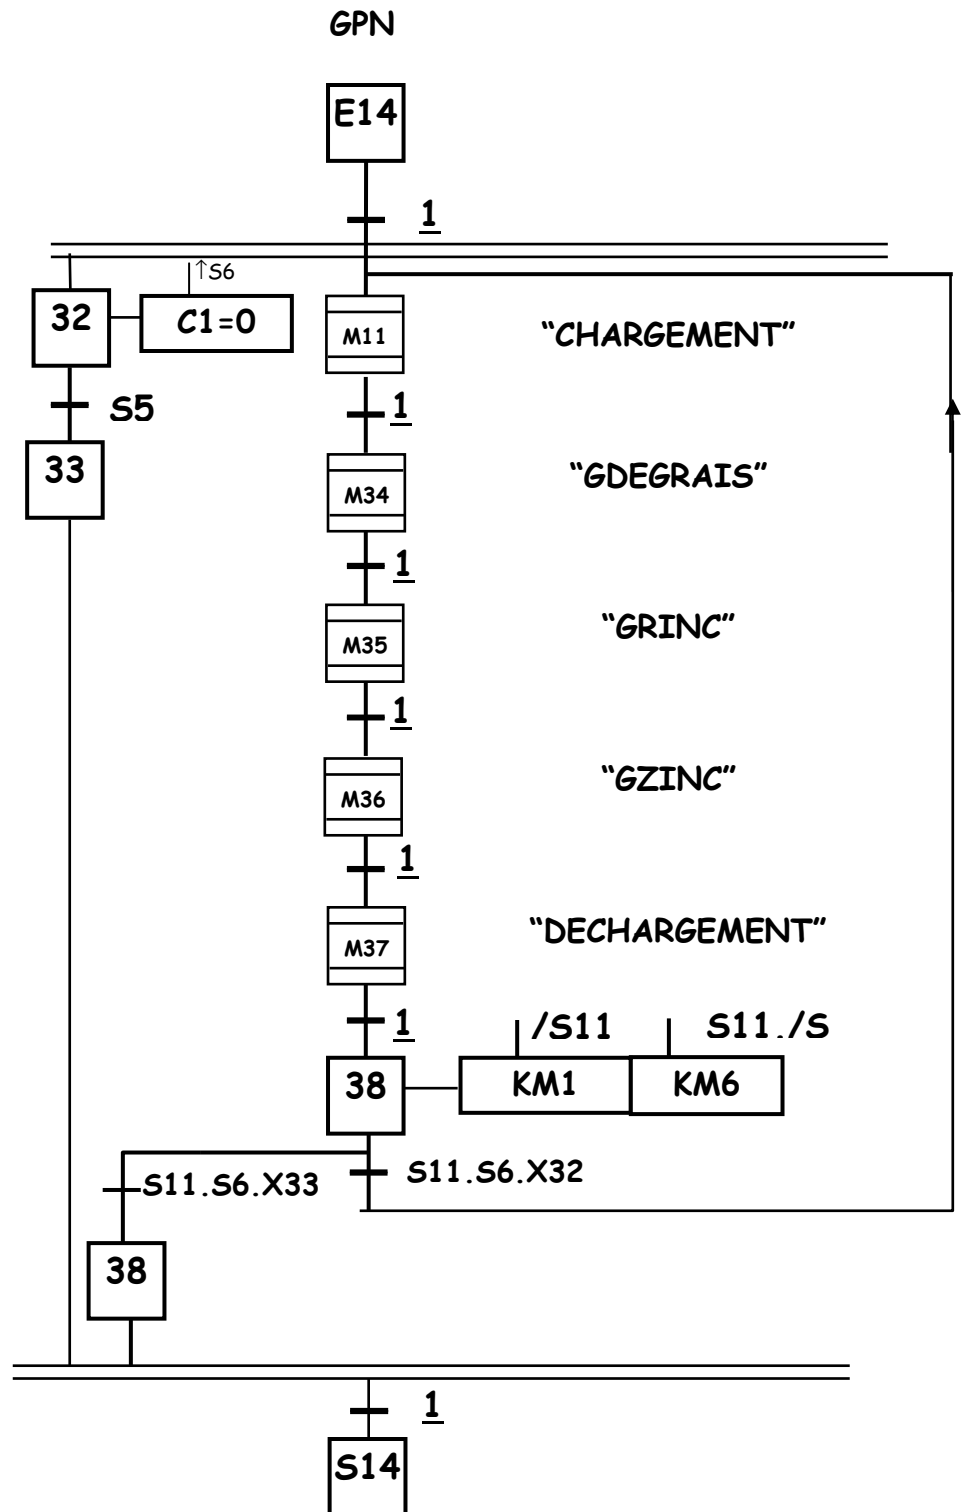 GPN
E14
1
↑S6
32
C1=0
M11
“CHARGEMENT”
S5
1
33
M34
“GDEGRAIS”
1
M35
“GRINC”
1
M36
“GZINC”
1
M37
“DECHARGEMENT”
1
/S11
S11./S
38
KM1
KM6
S11.S6.X33
S11.S6.X32
38
1
S14